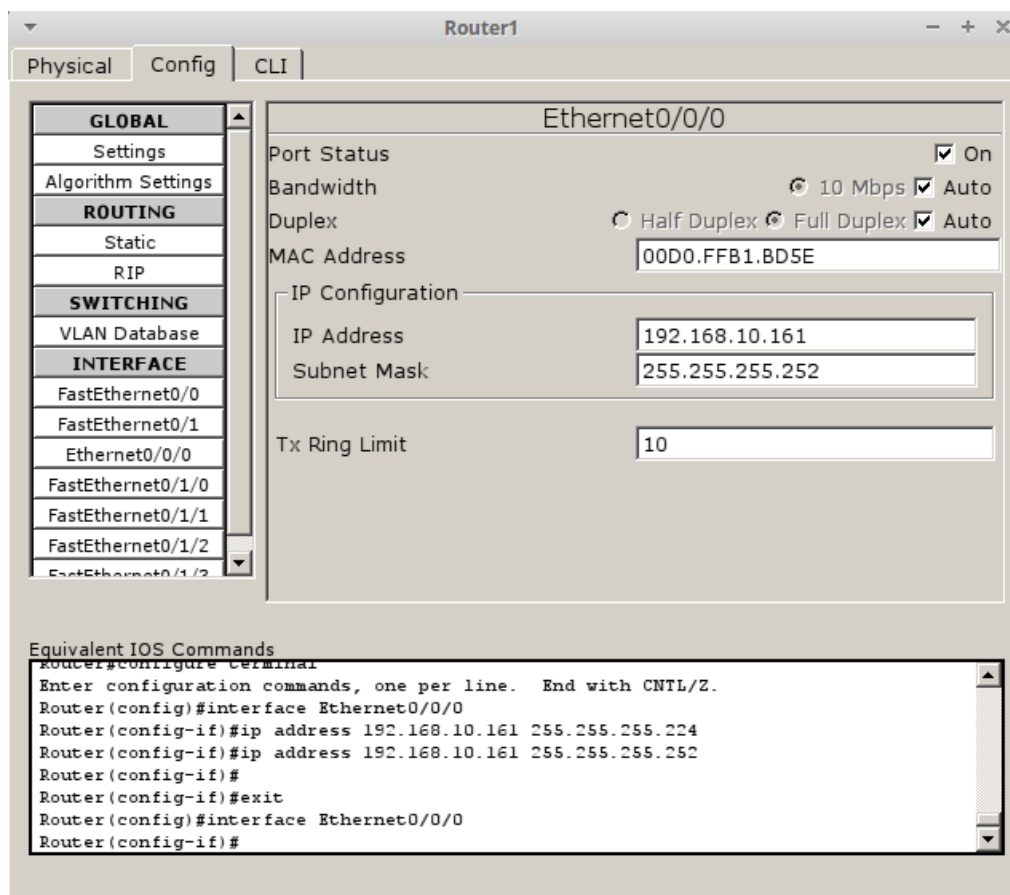 Router1
Physical Config CLI
GLOBAL
Settings
Algorithm Settings
ROUTING
Static
RIP
SWITCHING
VLAN Database
INTERFACE
FastEthernet0/0
FastEthernet0/1
Ethernet0/0/0
FastEthernet0/1/0
FastEthernet0/1/1
FastEthernet0/1/2
FastEthernet0/1/3
Ethernet0/0/0
Port Status On
Bandwidth 10 Mbps Auto
Duplex Half Duplex Full Duplex Auto
MAC Address 00D0.FFB1.BD5E
IP Configuration
IP Address 192.168.10.161
Subnet Mask 255.255.255.252
Tx Ring Limit 10
Equivalent IOS Commands
Router#configure terminal
Enter configuration commands, one per line. End with CNTL/Z.
Router(config)#interface Ethernet0/0/0
Router(config-if)#ip address 192.168.10.161 255.255.255.224
Router(config-if)#ip address 192.168.10.161 255.255.255.252
Router(config-if)#
Router(config-if)#exit
Router(config)#interface Ethernet0/0/0
Router(config-if)#